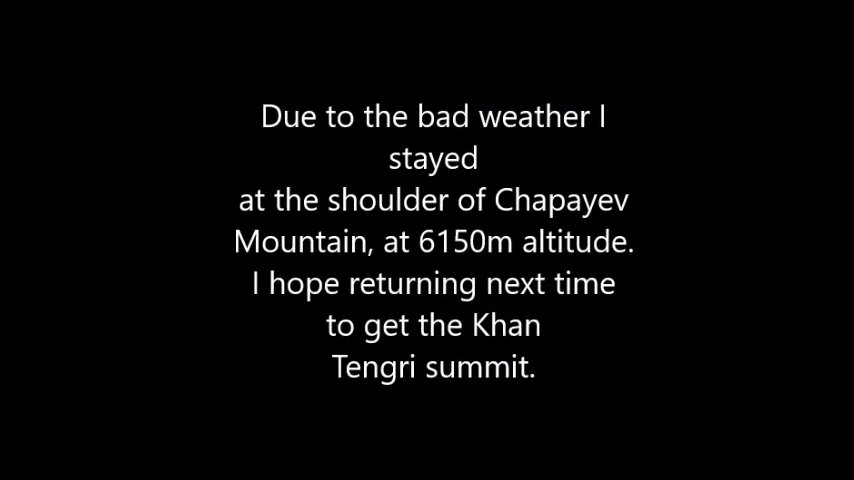 Due to the bad weather I
stayed
at the shoulder of Chapayev
Mountain, at 6150m altitude.
I hope returning next time
to get the Khan
Tengri summit.